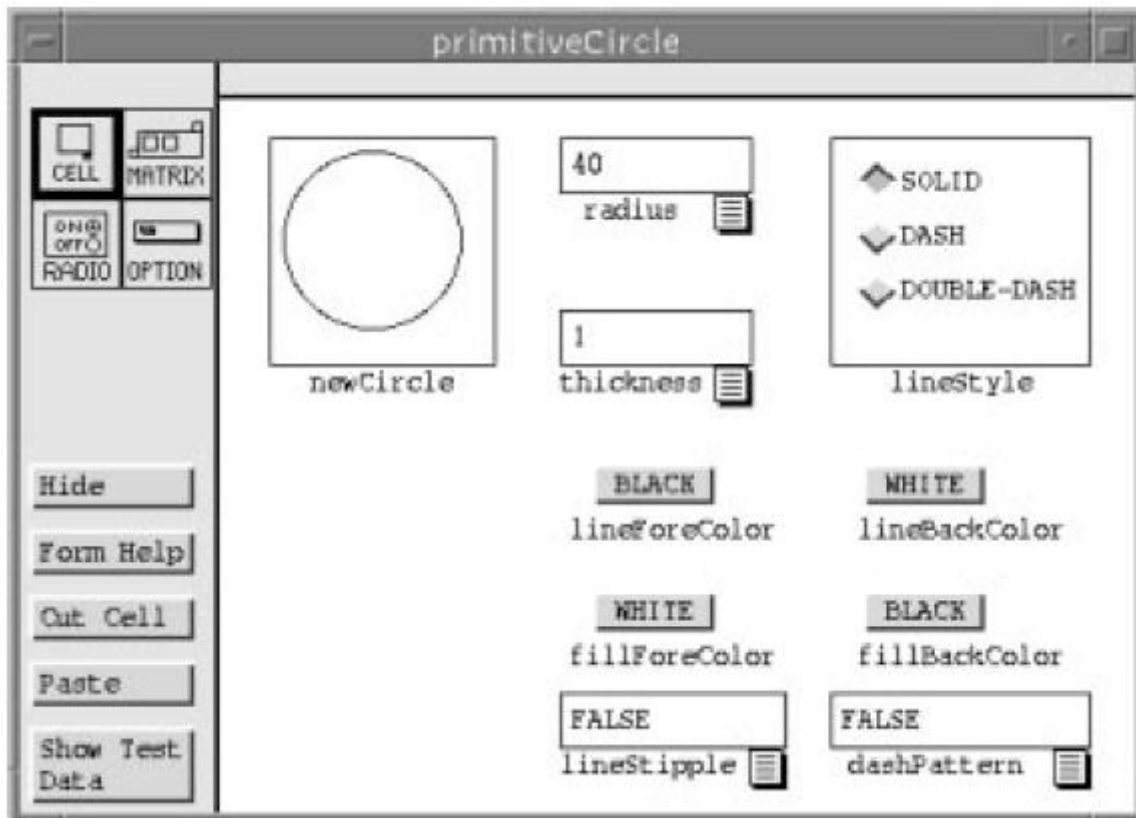 primitiveCircle
CELL
MATRIX
ON
OFF
RADIO
OPTION
Hide
Form Help
Cut Cell
Paste
Show Test
Data
newCircle
40
radius
1
thickness
SOLID
DASH
DOUBLE-DASH
lineStyle
BLACK
lineForeColor
WHITE
lineBackColor
WHITE
fillForeColor
BLACK
fillBackColor
FALSE
lineStipple
FALSE
dashPattern